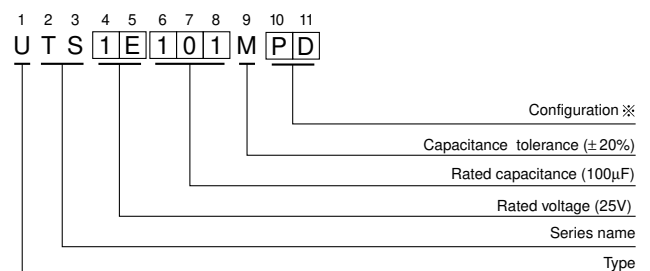 1 2 3 4 5 6 7 8 9 10 11
U T S 1 E 1 0 1 M P D
Configuration ※
Capacitance tolerance (±20%)
Rated capacitance (100μF)
Rated voltage (25V)
Series name
Type